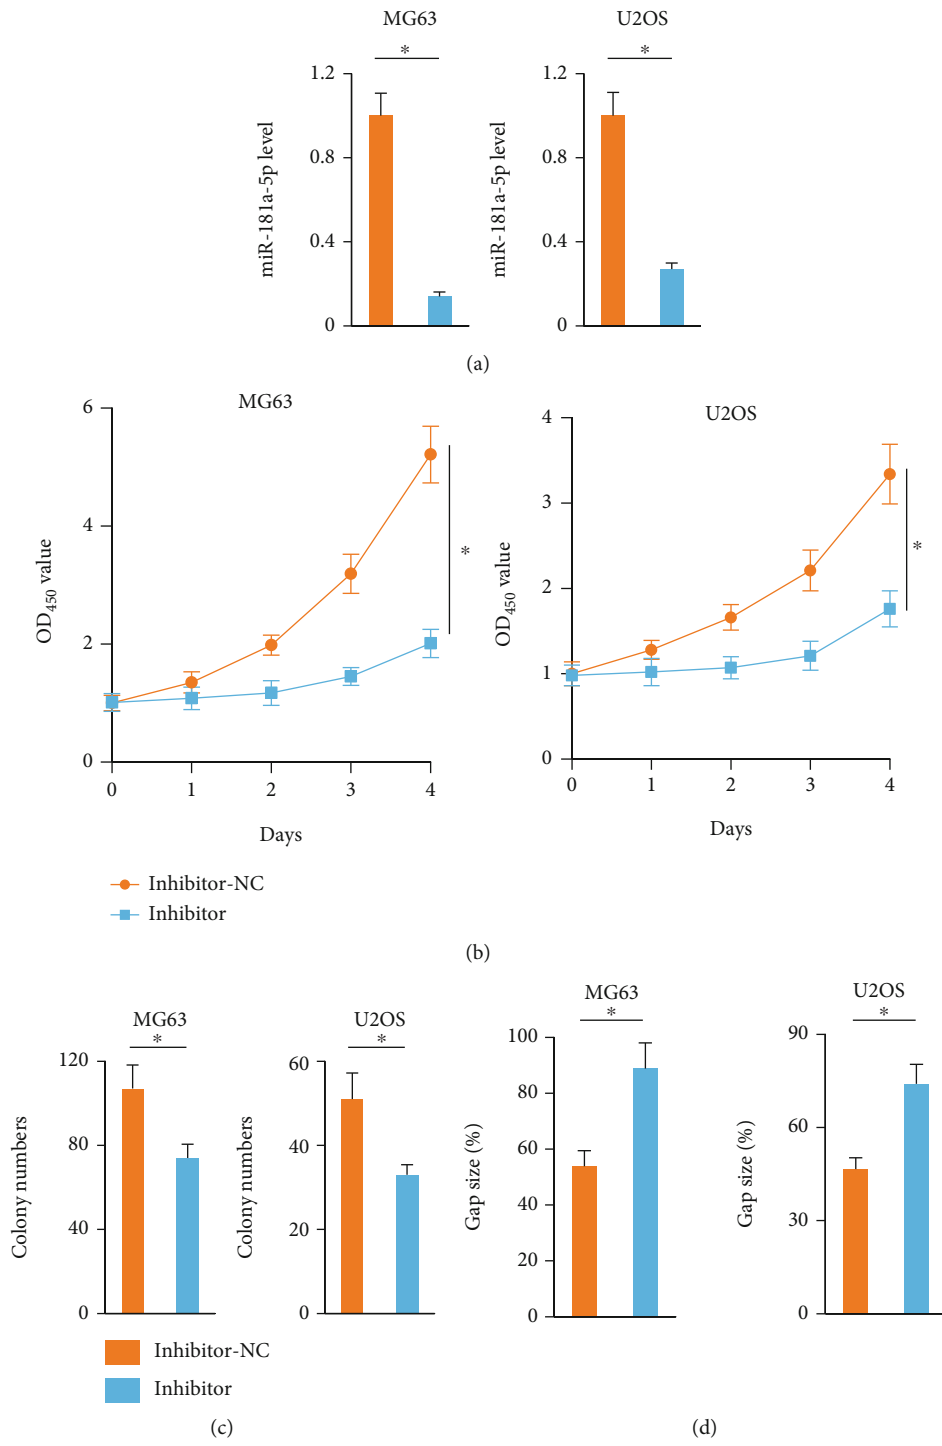 MG63
*
miR-181a-5p level
1.2
0.8
0.4
0
U2OS
*
miR-181a-5p level
1.2
0.8
0.4
0
(a)
MG63
OD450 value
6
4
2
0
*
0 1 2 3 4
Days
U2OS
OD450 value
4
3
2
1
0
*
0 1 2 3 4
Days
Inhibitor-NC
Inhibitor
(b)
MG63
*
Colony numbers
120
80
40
0
U2OS
*
Colony numbers
60
40
20
0
Inhibitor-NC
Inhibitor
(c)
MG63
*
Gap size (%)
100
80
60
40
20
0
U2OS
*
Gap size (%)
90
60
30
0
(d)